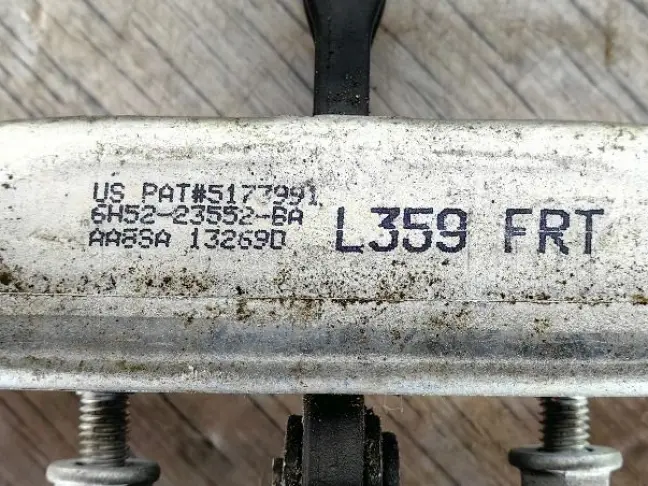 US PAT#5177991
6H52-23552-BA
AA8SA 13269D
L359 FRT